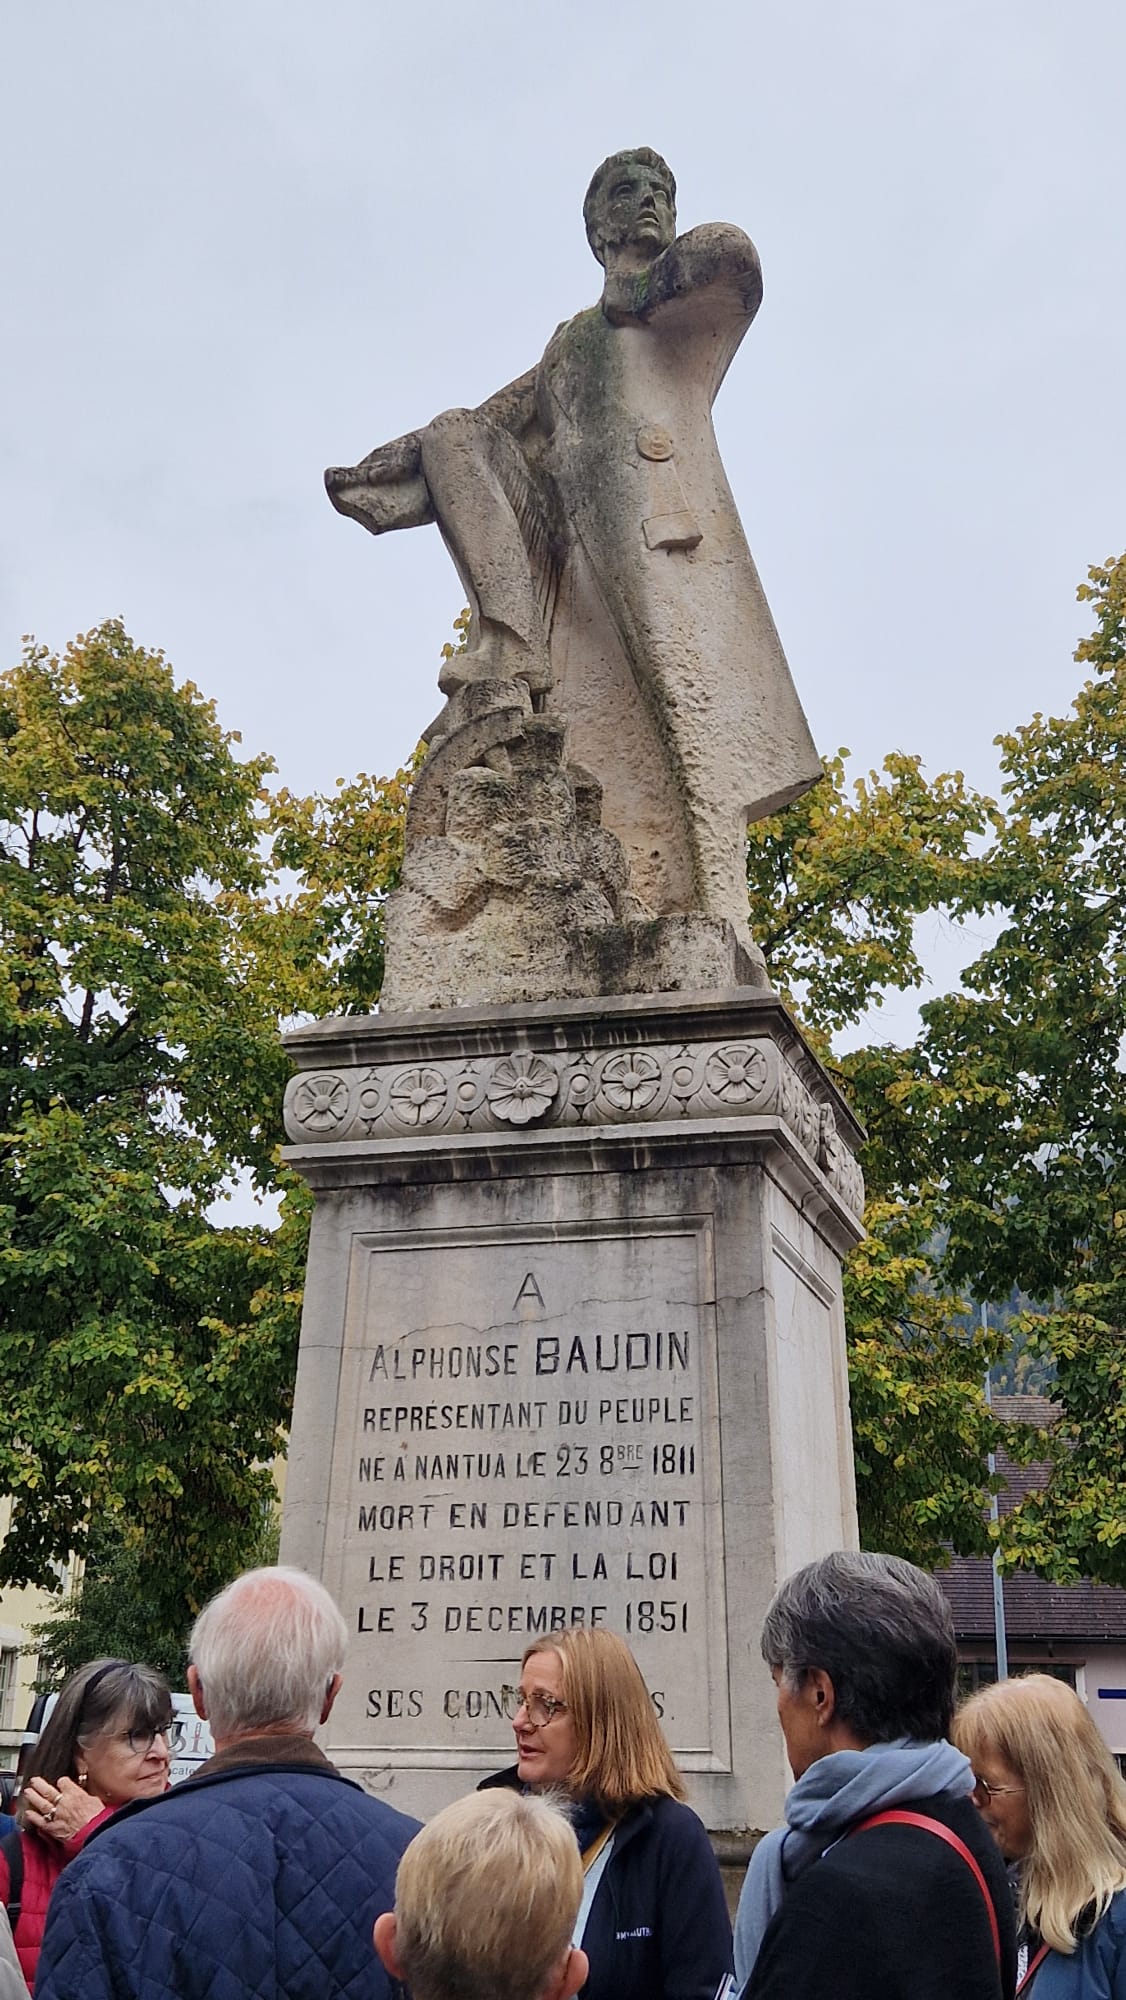 A
ALPHONSE BAUDIN
REPRÉSENTANT DU PEUPLE
NÉ A NANTUA LE 23 8BRE 1811
MORT EN DEFENDANT
LE DROIT ET LA LOI
LE 3 DECEMBRE 1851
SES